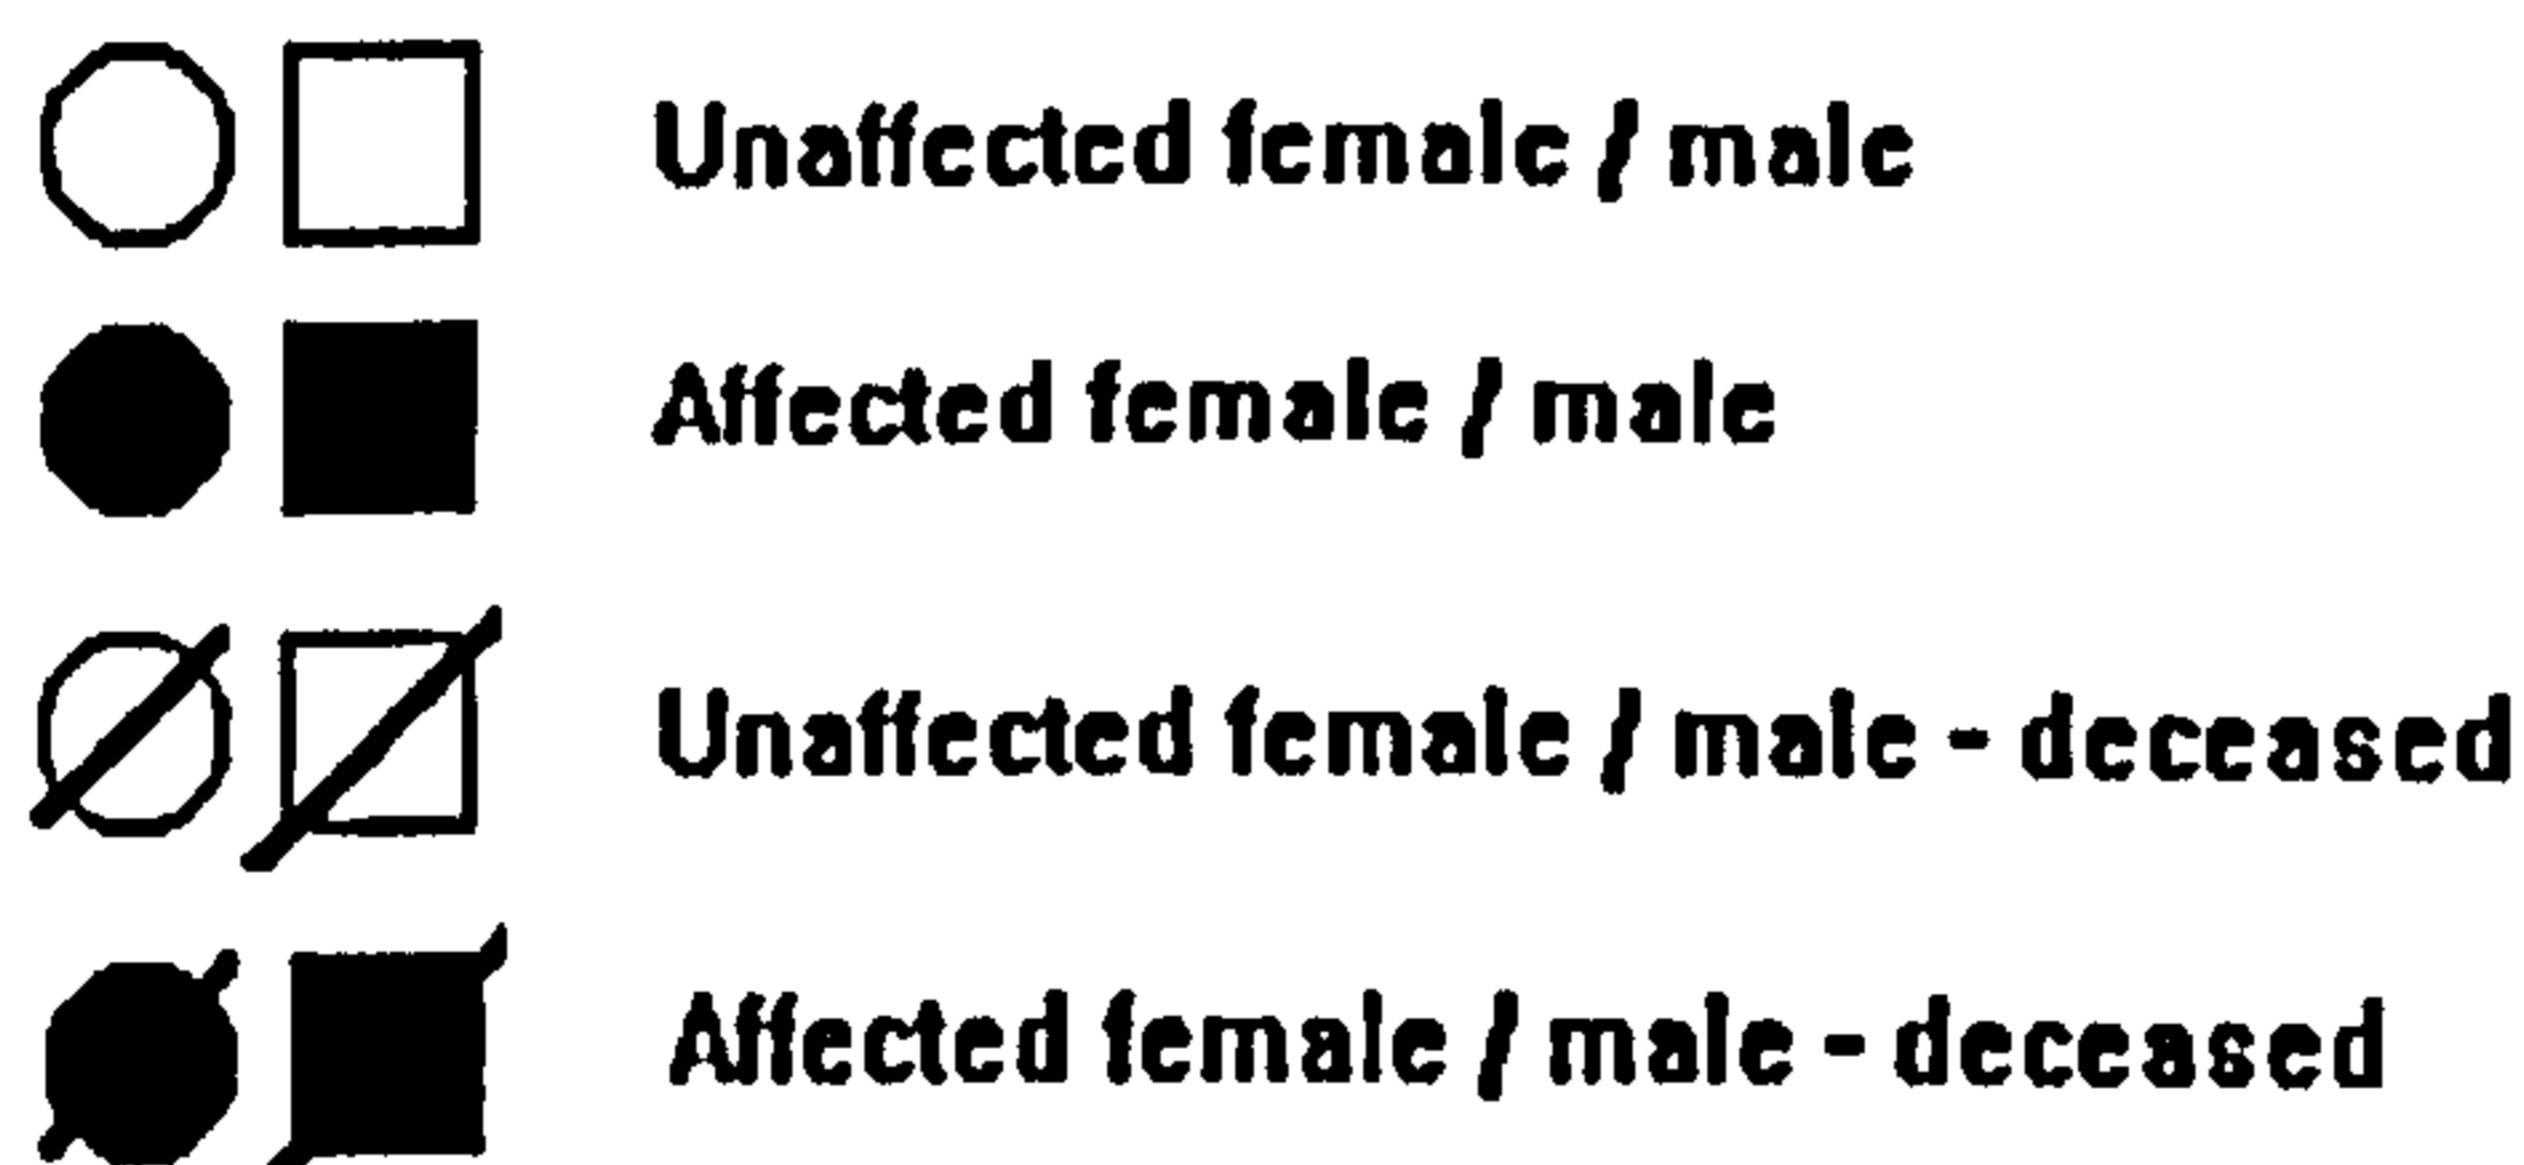 Unaffected female / male
Affected female / male
Unaffected female / male - deceased
Affected female / male - deceased